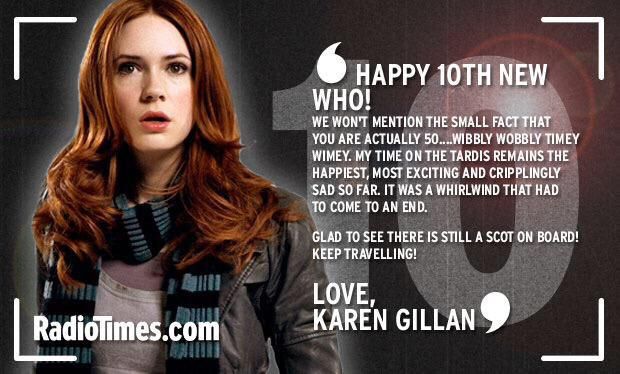 10
HAPPY 10TH NEW
WHO!
WE WON'T MENTION THE SMALL FACT THAT
YOU ARE ACTUALLY 50....WIBBLY WOBBLY TIMEY
WIMEY. MY TIME ON THE TARDIS REMAINS THE
HAPPIEST, MOST EXCITING AND CRIPPLINGLY
SAD SO FAR. IT WAS A WHIRLWIND THAT HAD
TO COME TO AN END.
GLAD TO SEE THERE IS STILL A SCOT ON BOARD!
KEEP TRAVELLING!
LOVE,
KAREN GILLAN
RadioTimes.com